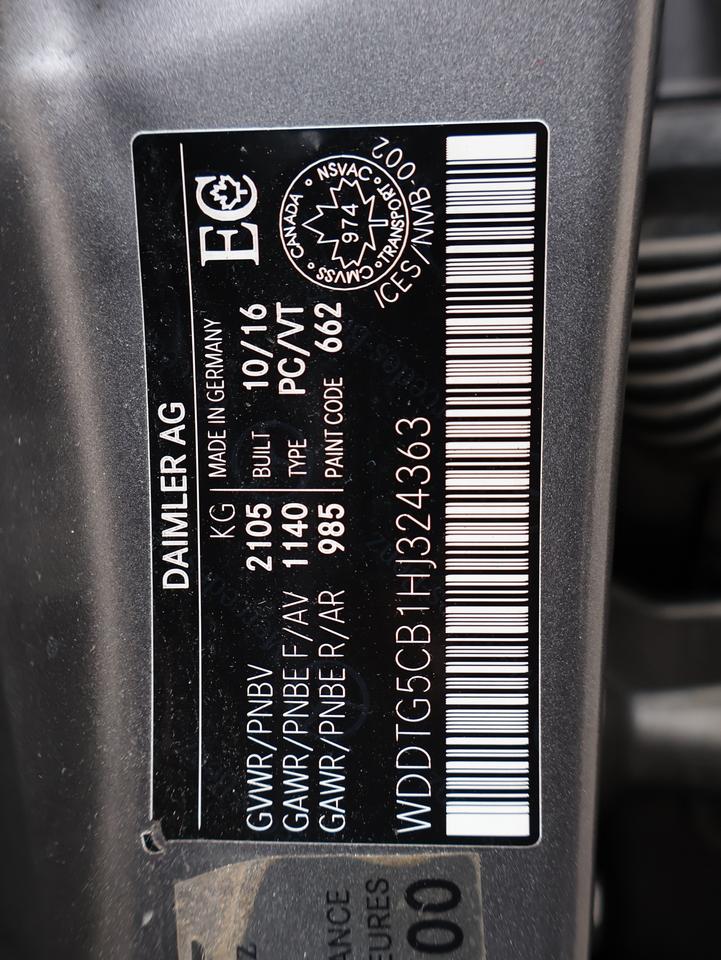 DAIMLER AG
KG MADE IN GERMANY
GVWR/PNBV 2105 BUILT 10/16
GAWR/PNBE F/AV 1140 TYPE PC/VT
GAWR/PNBE R/AR 985 PAINT CODE 662
EC
CANADA • NSVAC • TRANSPORT • CMVSS
974
ICES/NMB-002
WDDTG5CB1HJ324363
ANCE
EURES
00